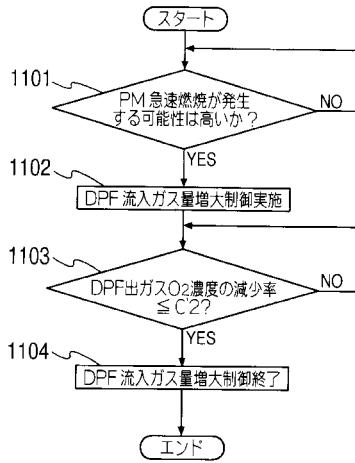 スタート
1101
PM 急速燃焼が発生
する可能性は高いか?
NO
YES
1102
DPF 流入ガス量増大制御実施
1103
DPF出ガスO2濃度の減少率
≦ C'2?
NO
YES
1104
DPF 流入ガス量増大制御終了
エンド